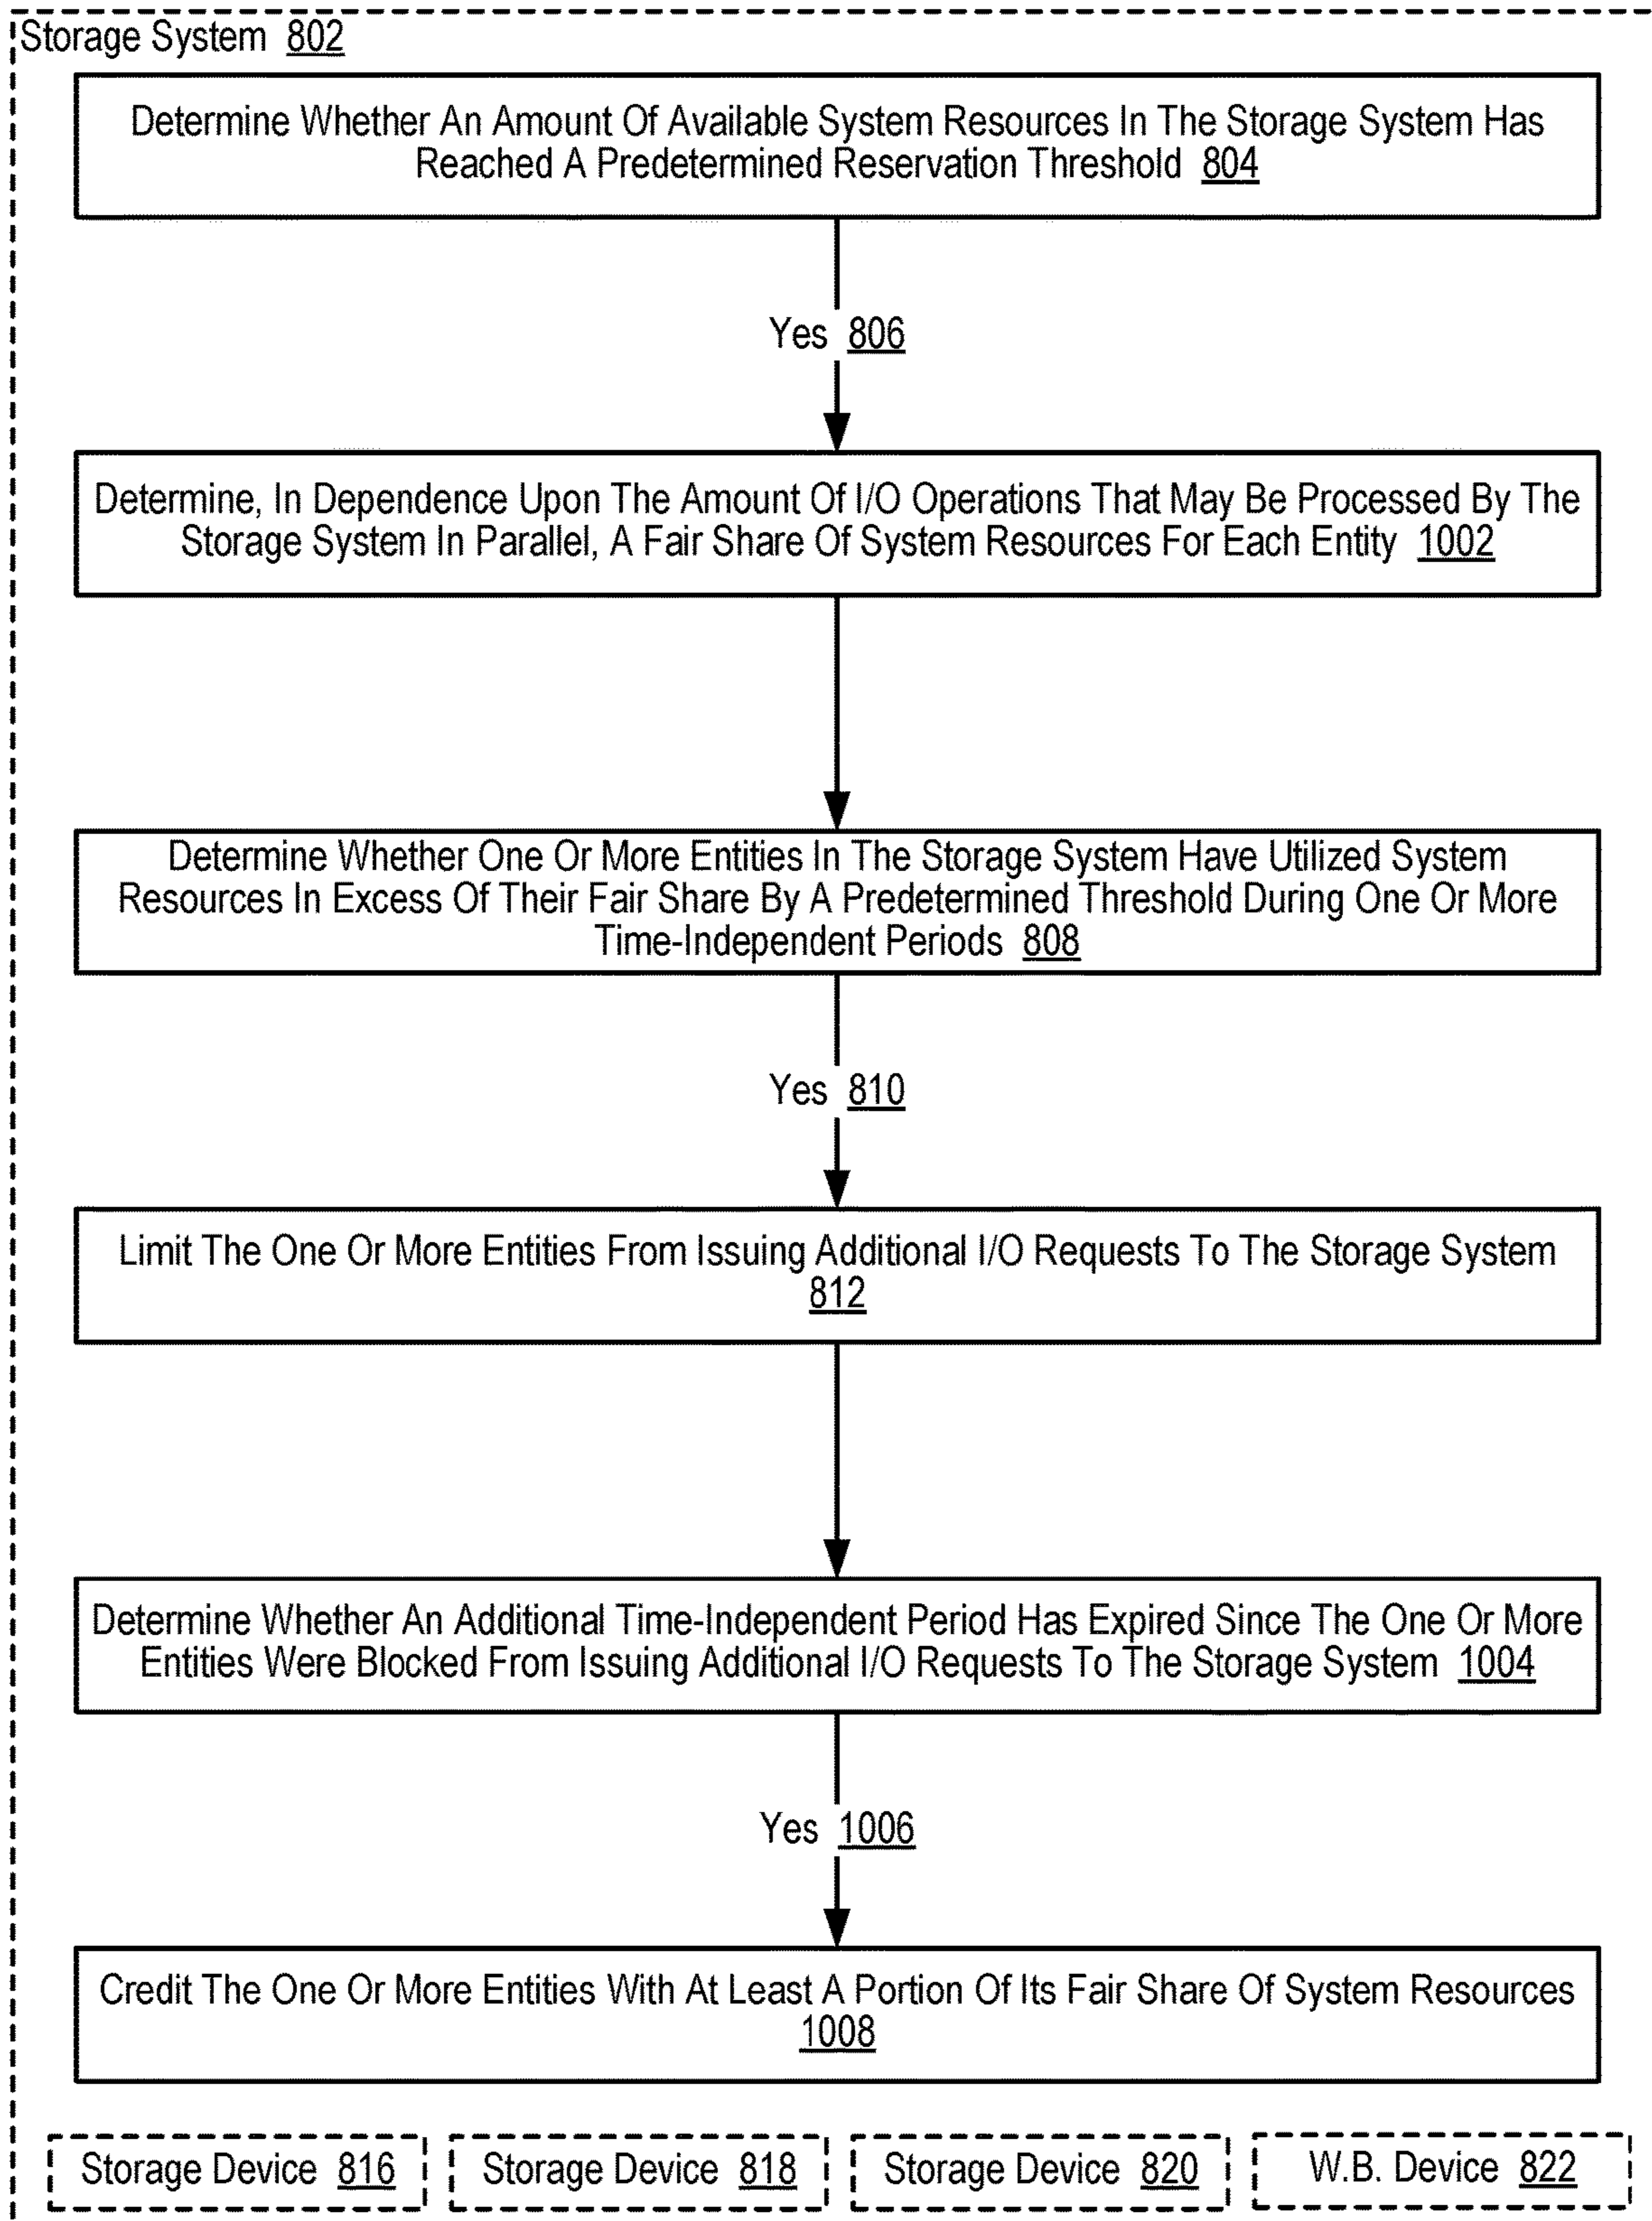 Storage System 802
Determine Whether An Amount Of Available System Resources In The Storage System Has
Reached A Predetermined Reservation Threshold 804
Yes 806
Determine, In Dependence Upon The Amount Of I/O Operations That May Be Processed By The
Storage System In Parallel, A Fair Share Of System Resources For Each Entity 1002
Determine Whether One Or More Entities In The Storage System Have Utilized System
Resources In Excess Of Their Fair Share By A Predetermined Threshold During One Or More
Time-Independent Periods 808
Yes 810
Limit The One Or More Entities From Issuing Additional I/O Requests To The Storage System
812
Determine Whether An Additional Time-Independent Period Has Expired Since The One Or More
Entities Were Blocked From Issuing Additional I/O Requests To The Storage System 1004
Yes 1006
Credit The One Or More Entities With At Least A Portion Of Its Fair Share Of System Resources
1008
Storage Device 816
Storage Device 818
Storage Device 820
W.B. Device 822